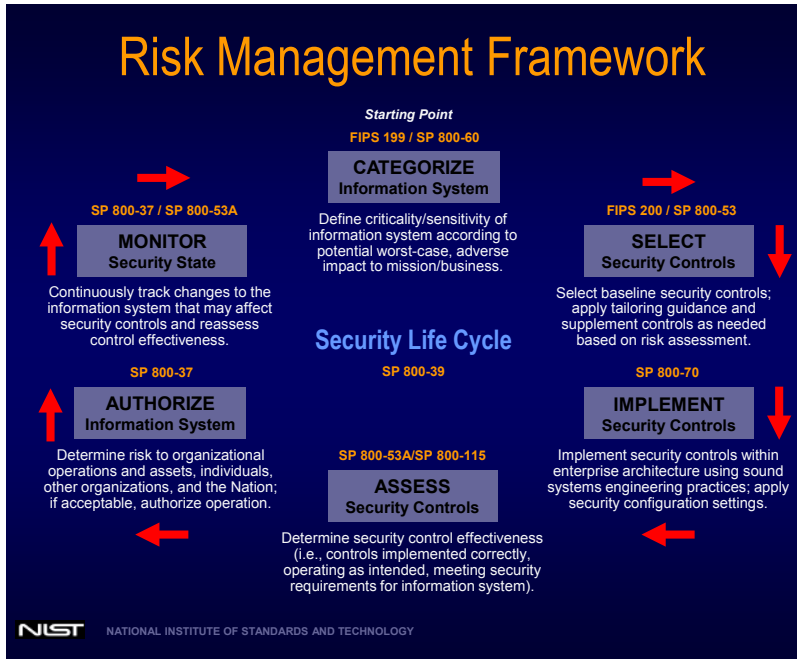 Risk Management Framework
Starting Point
FIPS 199 / SP 800-60
CATEGORIZE
Information System
Define criticality/sensitivity of
information system according to
potential worst-case, adverse
impact to mission/business.
FIPS 200 / SP 800-53
SELECT
Security Controls
Select baseline security controls;
apply tailoring guidance and
supplement controls as needed
based on risk assessment.
SP 800-70
IMPLEMENT
Security Controls
Implement security controls within
enterprise architecture using sound
systems engineering practices; apply
security configuration settings.
SP 800-53A/SP 800-115
ASSESS
Security Controls
Determine security control effectiveness
(i.e., controls implemented correctly,
operating as intended, meeting security
requirements for information system).
SP 800-37
AUTHORIZE
Information System
Determine risk to organizational
operations and assets, individuals,
other organizations, and the Nation;
if acceptable, authorize operation.
SP 800-37 / SP 800-53A
MONITOR
Security State
Continuously track changes to the
information system that may affect
security controls and reassess
control effectiveness.
Security Life Cycle
SP 800-39
NIST
NATIONAL INSTITUTE OF STANDARDS AND TECHNOLOGY